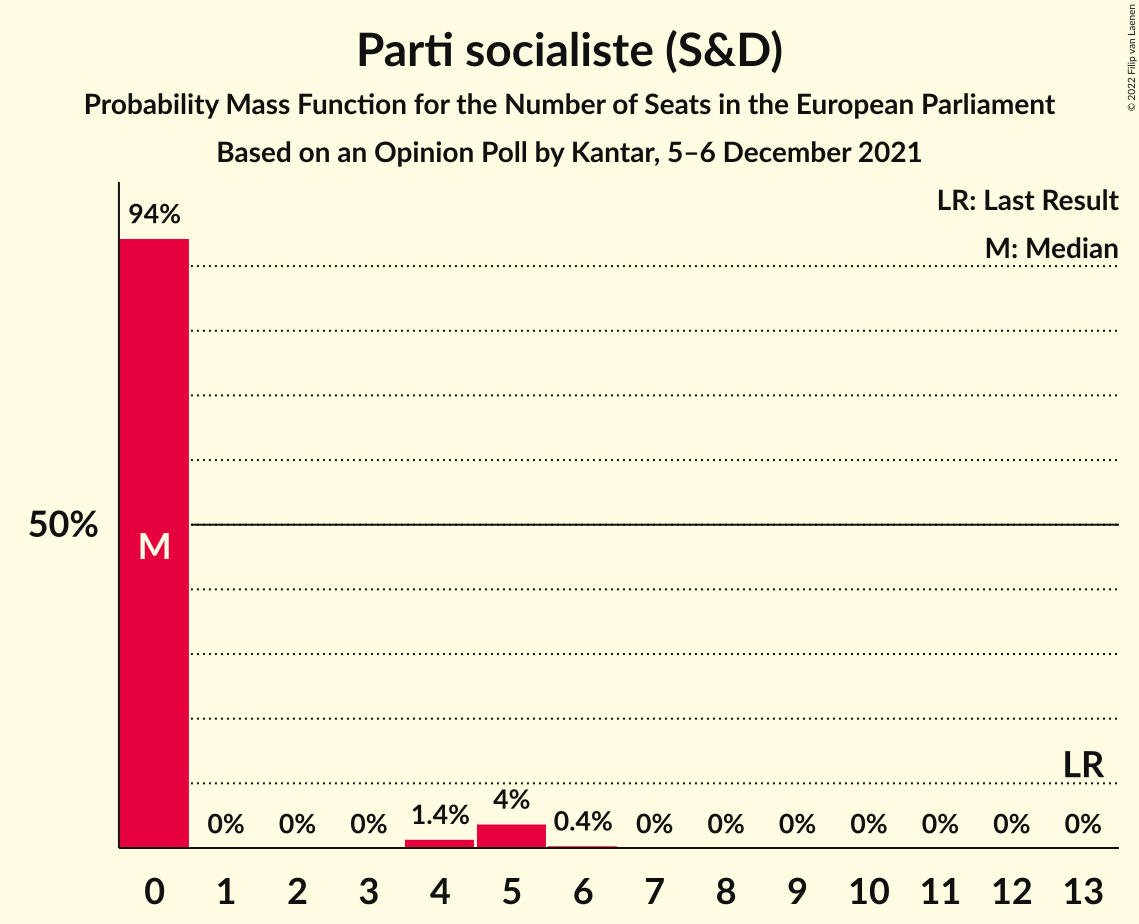 Parti socialiste (S&D)
Probability Mass Function for the Number of Seats in the European Parliament
Based on an Opinion Poll by Kantar, 5–6 December 2021
© 2022 Filip van Laenen
LR: Last Result
M: Median
94%
50%
M
LR
0% 0% 0% 1.4% 4% 0.4% 0% 0% 0% 0% 0% 0% 0%
0 1 2 3 4 5 6 7 8 9 10 11 12 13